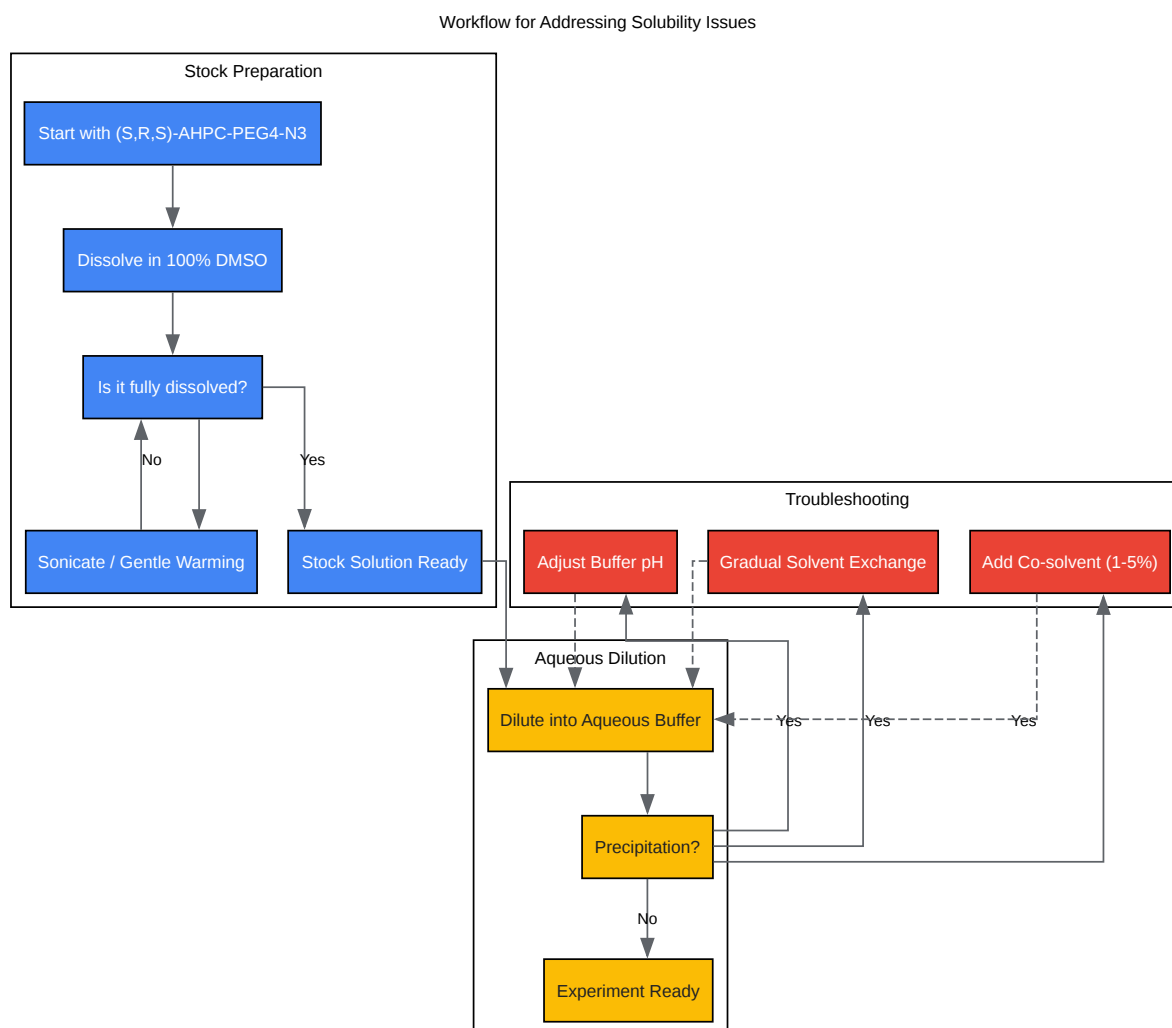 Workflow for Addressing Solubility Issues
Stock Preparation
Start with (S,R,S)-AHPC-PEG4-N3
Dissolve in 100% DMSO
Is it fully dissolved?
No
Yes
Sonicate / Gentle Warming
Stock Solution Ready
Troubleshooting
Adjust Buffer pH
Gradual Solvent Exchange
Add Co-solvent (1-5%)
Aqueous Dilution
Dilute into Aqueous Buffer
Yes
Yes
Yes
Precipitation?
No
Experiment Ready